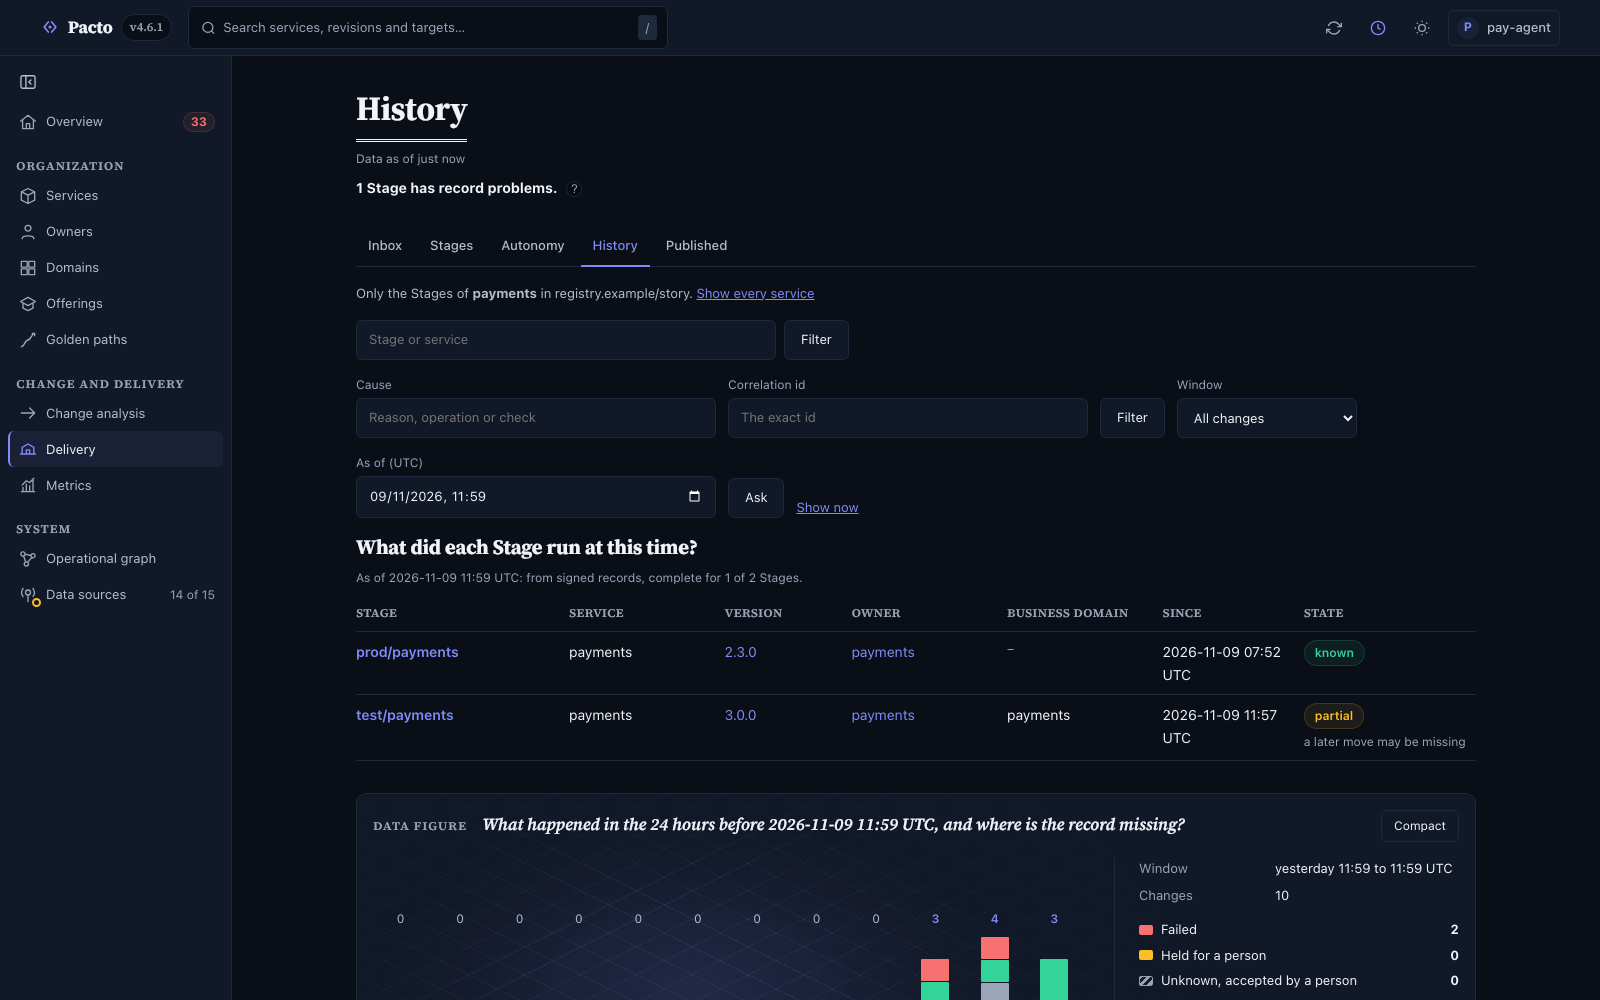 Pacto
v4.6.1
Search services, revisions and targets...
/
P
pay-agent
Overview
33
ORGANIZATION
Services
Owners
Domains
Offerings
Golden paths
CHANGE AND DELIVERY
Change analysis
Delivery
Metrics
SYSTEM
Operational graph
Data sources
14 of 15
History
Data as of just now
1 Stage has record problems. ?
Inbox
Stages
Autonomy
History
Published
Only the Stages of payments in registry.example/story. Show every service
Stage or service
Filter
Cause
Correlation id
Window
Reason, operation or check
The exact id
Filter
All changes
As of (UTC)
09/11/2026, 11:59
Ask
Show now
What did each Stage run at this time?
As of 2026-11-09 11:59 UTC: from signed records, complete for 1 of 2 Stages.
STAGE SERVICE VERSION OWNER BUSINESS DOMAIN SINCE STATE
prod/payments payments 2.3.0 payments – 2026-11-09 07:52 UTC known
test/payments payments 3.0.0 payments payments 2026-11-09 11:57 UTC partial
a later move may be missing
DATA FIGURE What happened in the 24 hours before 2026-11-09 11:59 UTC, and where is the record missing?
Compact
Window yesterday 11:59 to 11:59 UTC
Changes 10
0 0 0 0 0 0 0 0 0 3 4 3
Failed 2
Held for a person 0
Unknown, accepted by a person 0